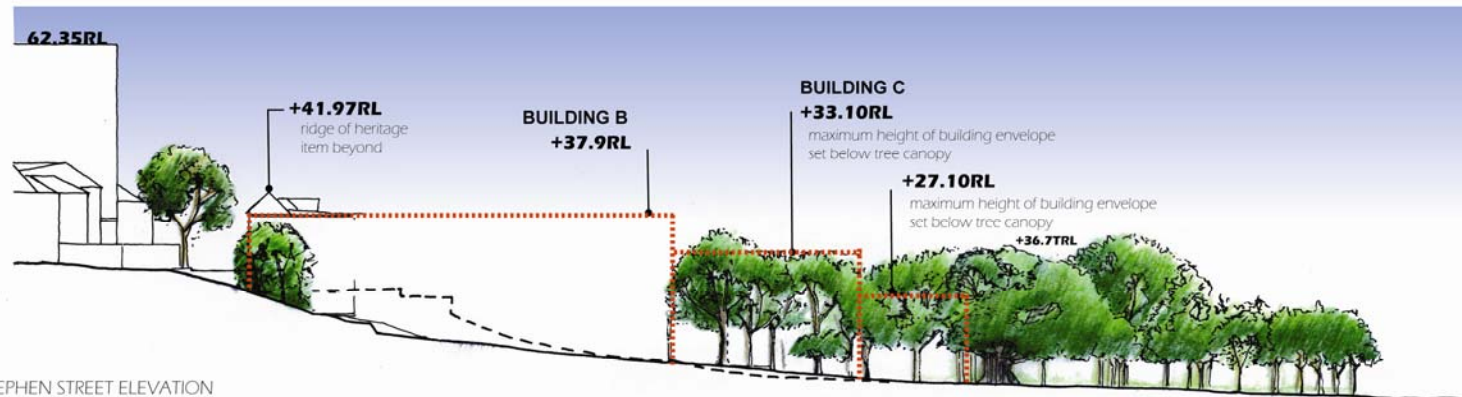 62.35RL
+41.97RL
ridge of heritage
item beyond
BUILDING B
+37.9RL
BUILDING C
+33.10RL
maximum height of building envelope
set below tree canopy
+27.10RL
maximum height of building envelope
set below tree canopy
+36.7TRL
EPHEN STREET ELEVATION